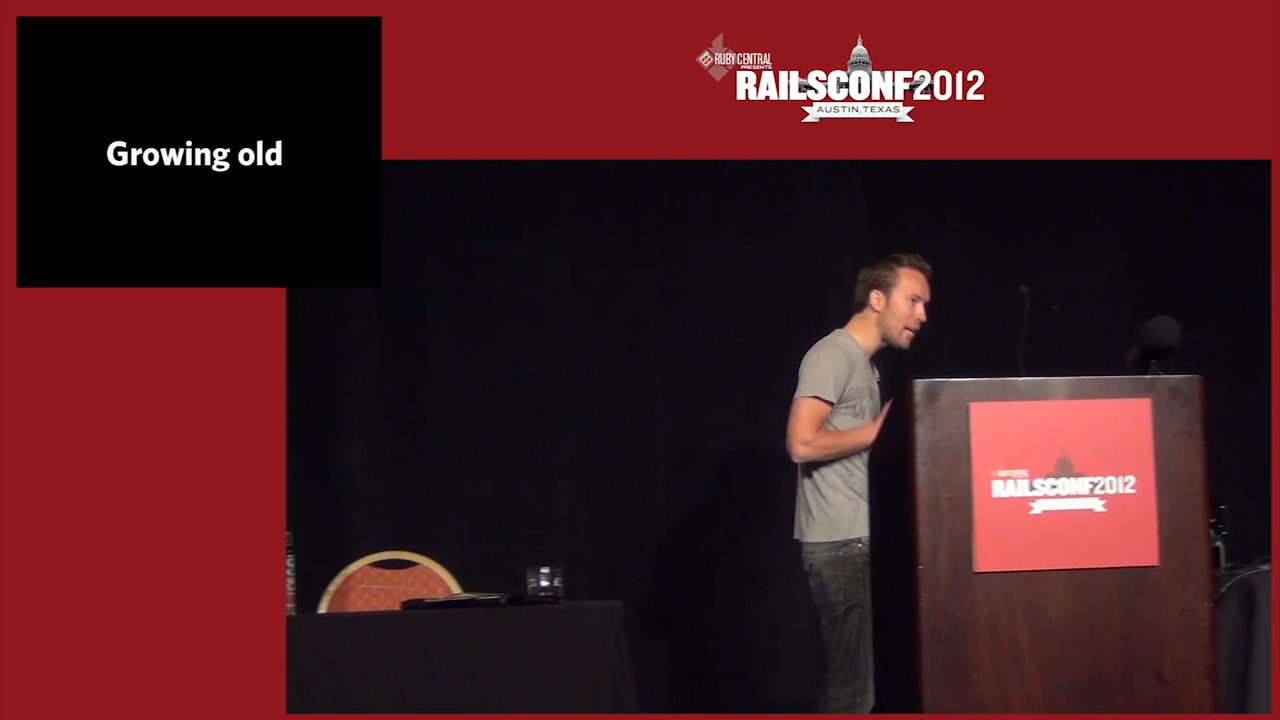 Growing old
RUBY CENTRAL
PRESENTS
RAILSCONF2012
AUSTIN, TEXAS
RAILSCONF2012